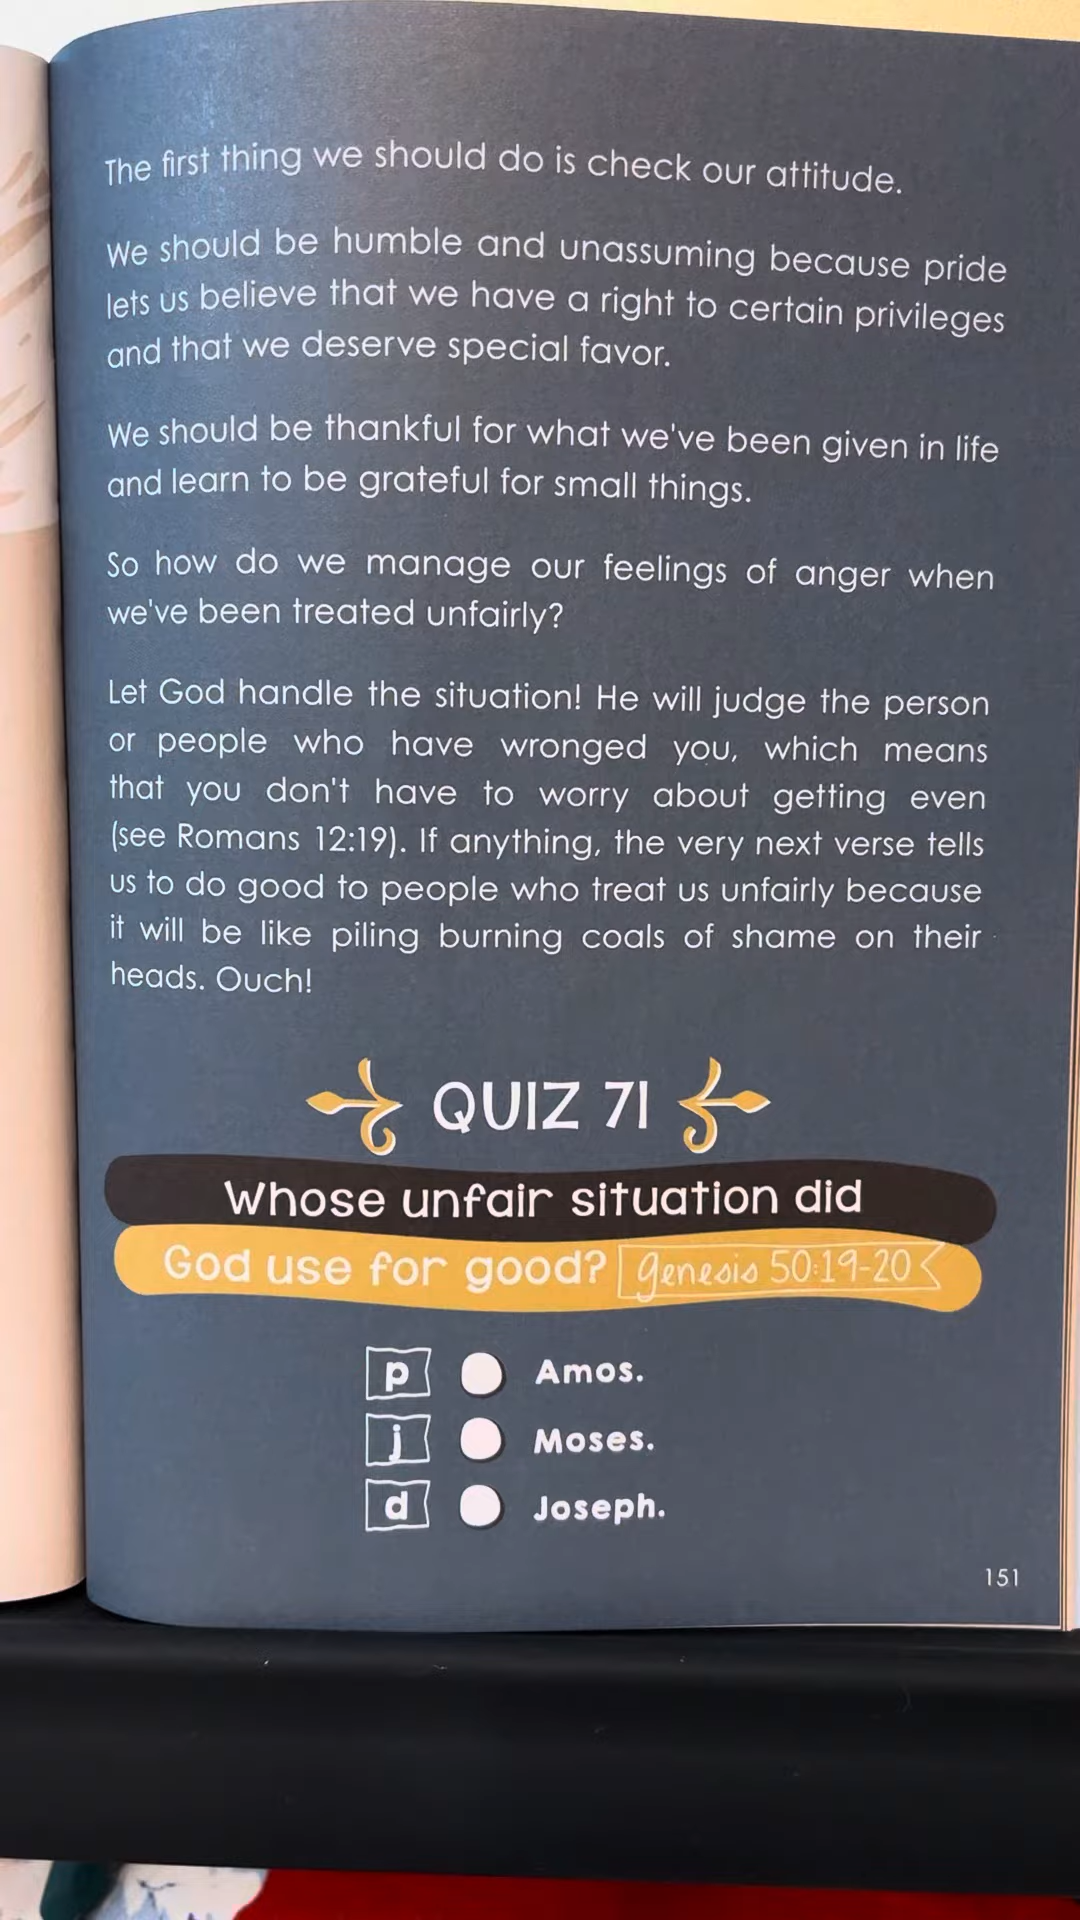 The first thing we should do is check our attitude.
We should be humble and unassuming because pride
lets us believe that we have a right to certain privileges
and that we deserve special favor.
We should be thankful for what we've been given in life
and learn to be grateful for small things.
So how do we manage our feelings of anger when
we've been treated unfairly?
Let God handle the situation! He will judge the person
or people who have wronged you, which means
that you don't have to worry about getting even
(see Romans 12:19). If anything, the very next verse tells
us to do good to people who treat us unfairly because
it will be like piling burning coals of shame on their
heads. Ouch!
QUIZ 71
Whose unfair situation did
God use for good? genesis 50:19-20
p Amos.
j Moses.
d Joseph.
151